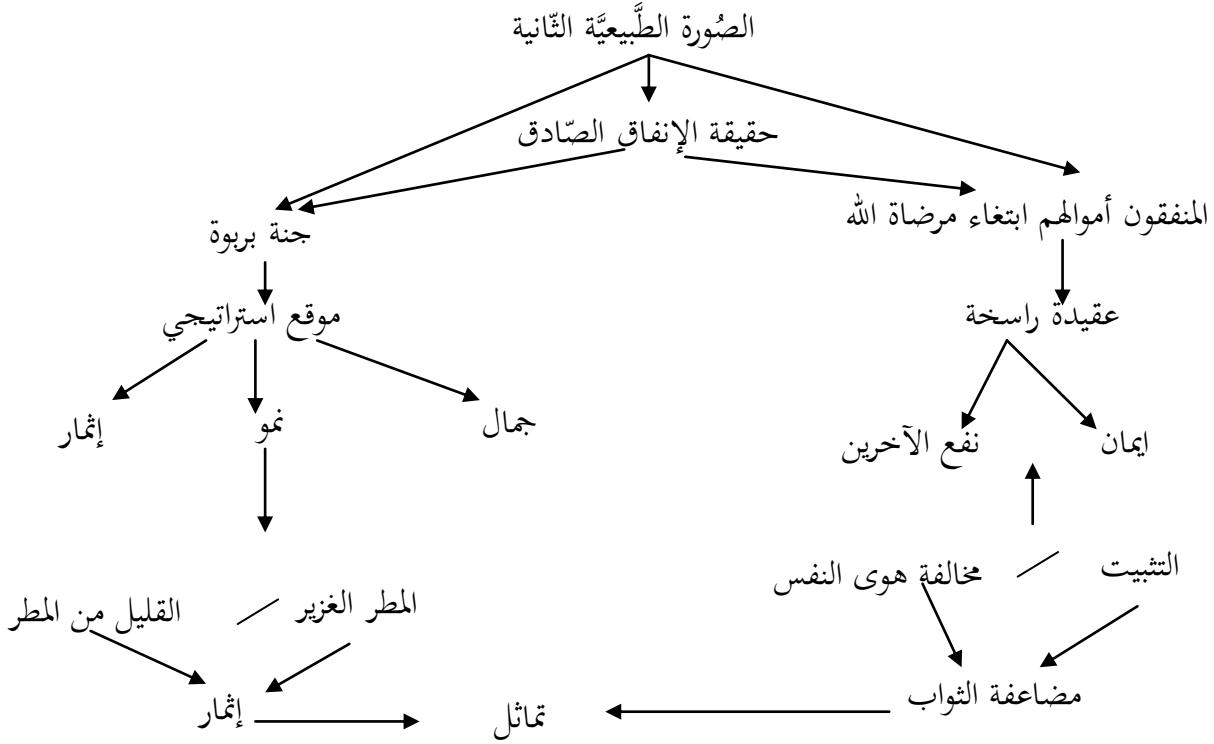 الصُورة الطَّبيعيَّة الثّانية
حقيقة الإنفاق الصّادق
المنفقون أموالهم ابتغاء مرضاة الله
جنة بربوة
عقيدة راسخة
موقع استراتيجي
ايمان
نفع الآخرين
جمال
نمو
إثمار
التثبيت / مخالفة هوى النفس
المطر الغزير / القليل من المطر
مضاعفة الثواب
تماثل
إثمار